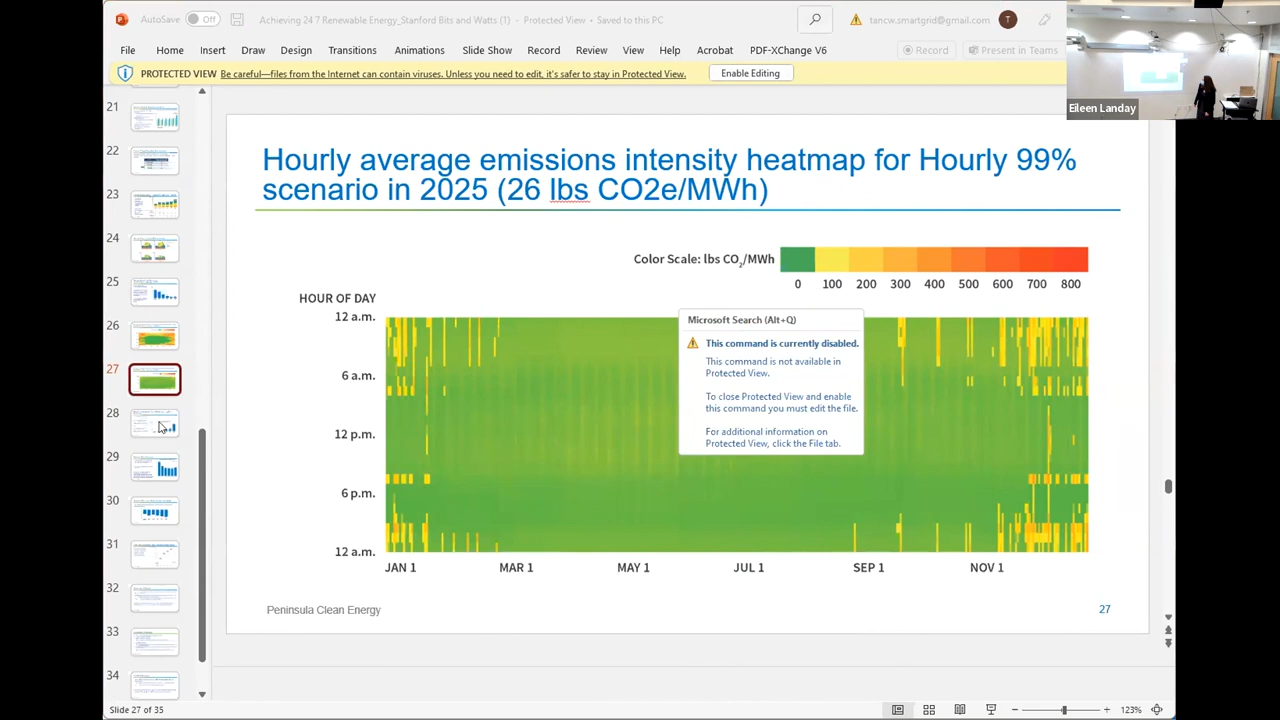 AutoSave Off
Achieving 24 7 Renewable Energy_Stanford Bits and Watts (1) - Protected View • Saved to this PC
tancw.smartgrid@gmail.com T
File Home Insert Draw Design Transitions Animations Slide Show Record Review View Help Acrobat PDF-XChange V6
Record Present in Teams
PROTECTED VIEW Be careful—files from the Internet can contain viruses. Unless you need to edit, it's safer to stay in Protected View. Enable Editing
Eileen Landay
21
22
23
24
25
26
27
28
29
30
31
32
33
34
Hourly average emissions intensity heatmap for Hourly 99%
scenario in 2025 (26 lbs CO2e/MWh)
Color Scale: lbs CO2/MWh
0 100 200 300 400 500 600 700 800
HOUR OF DAY
12 a.m.
6 a.m.
12 p.m.
6 p.m.
12 a.m.
JAN 1 MAR 1 MAY 1 JUL 1 SEP 1 NOV 1
Microsoft Search (Alt+Q)
This command is currently disabled.
This command is not available in
Protected View.
To close Protected View and enable
this command you must edit the file.
For additional information on
Protected View, click the File tab.
Peninsula Clean Energy
27
Slide 27 of 35
123%